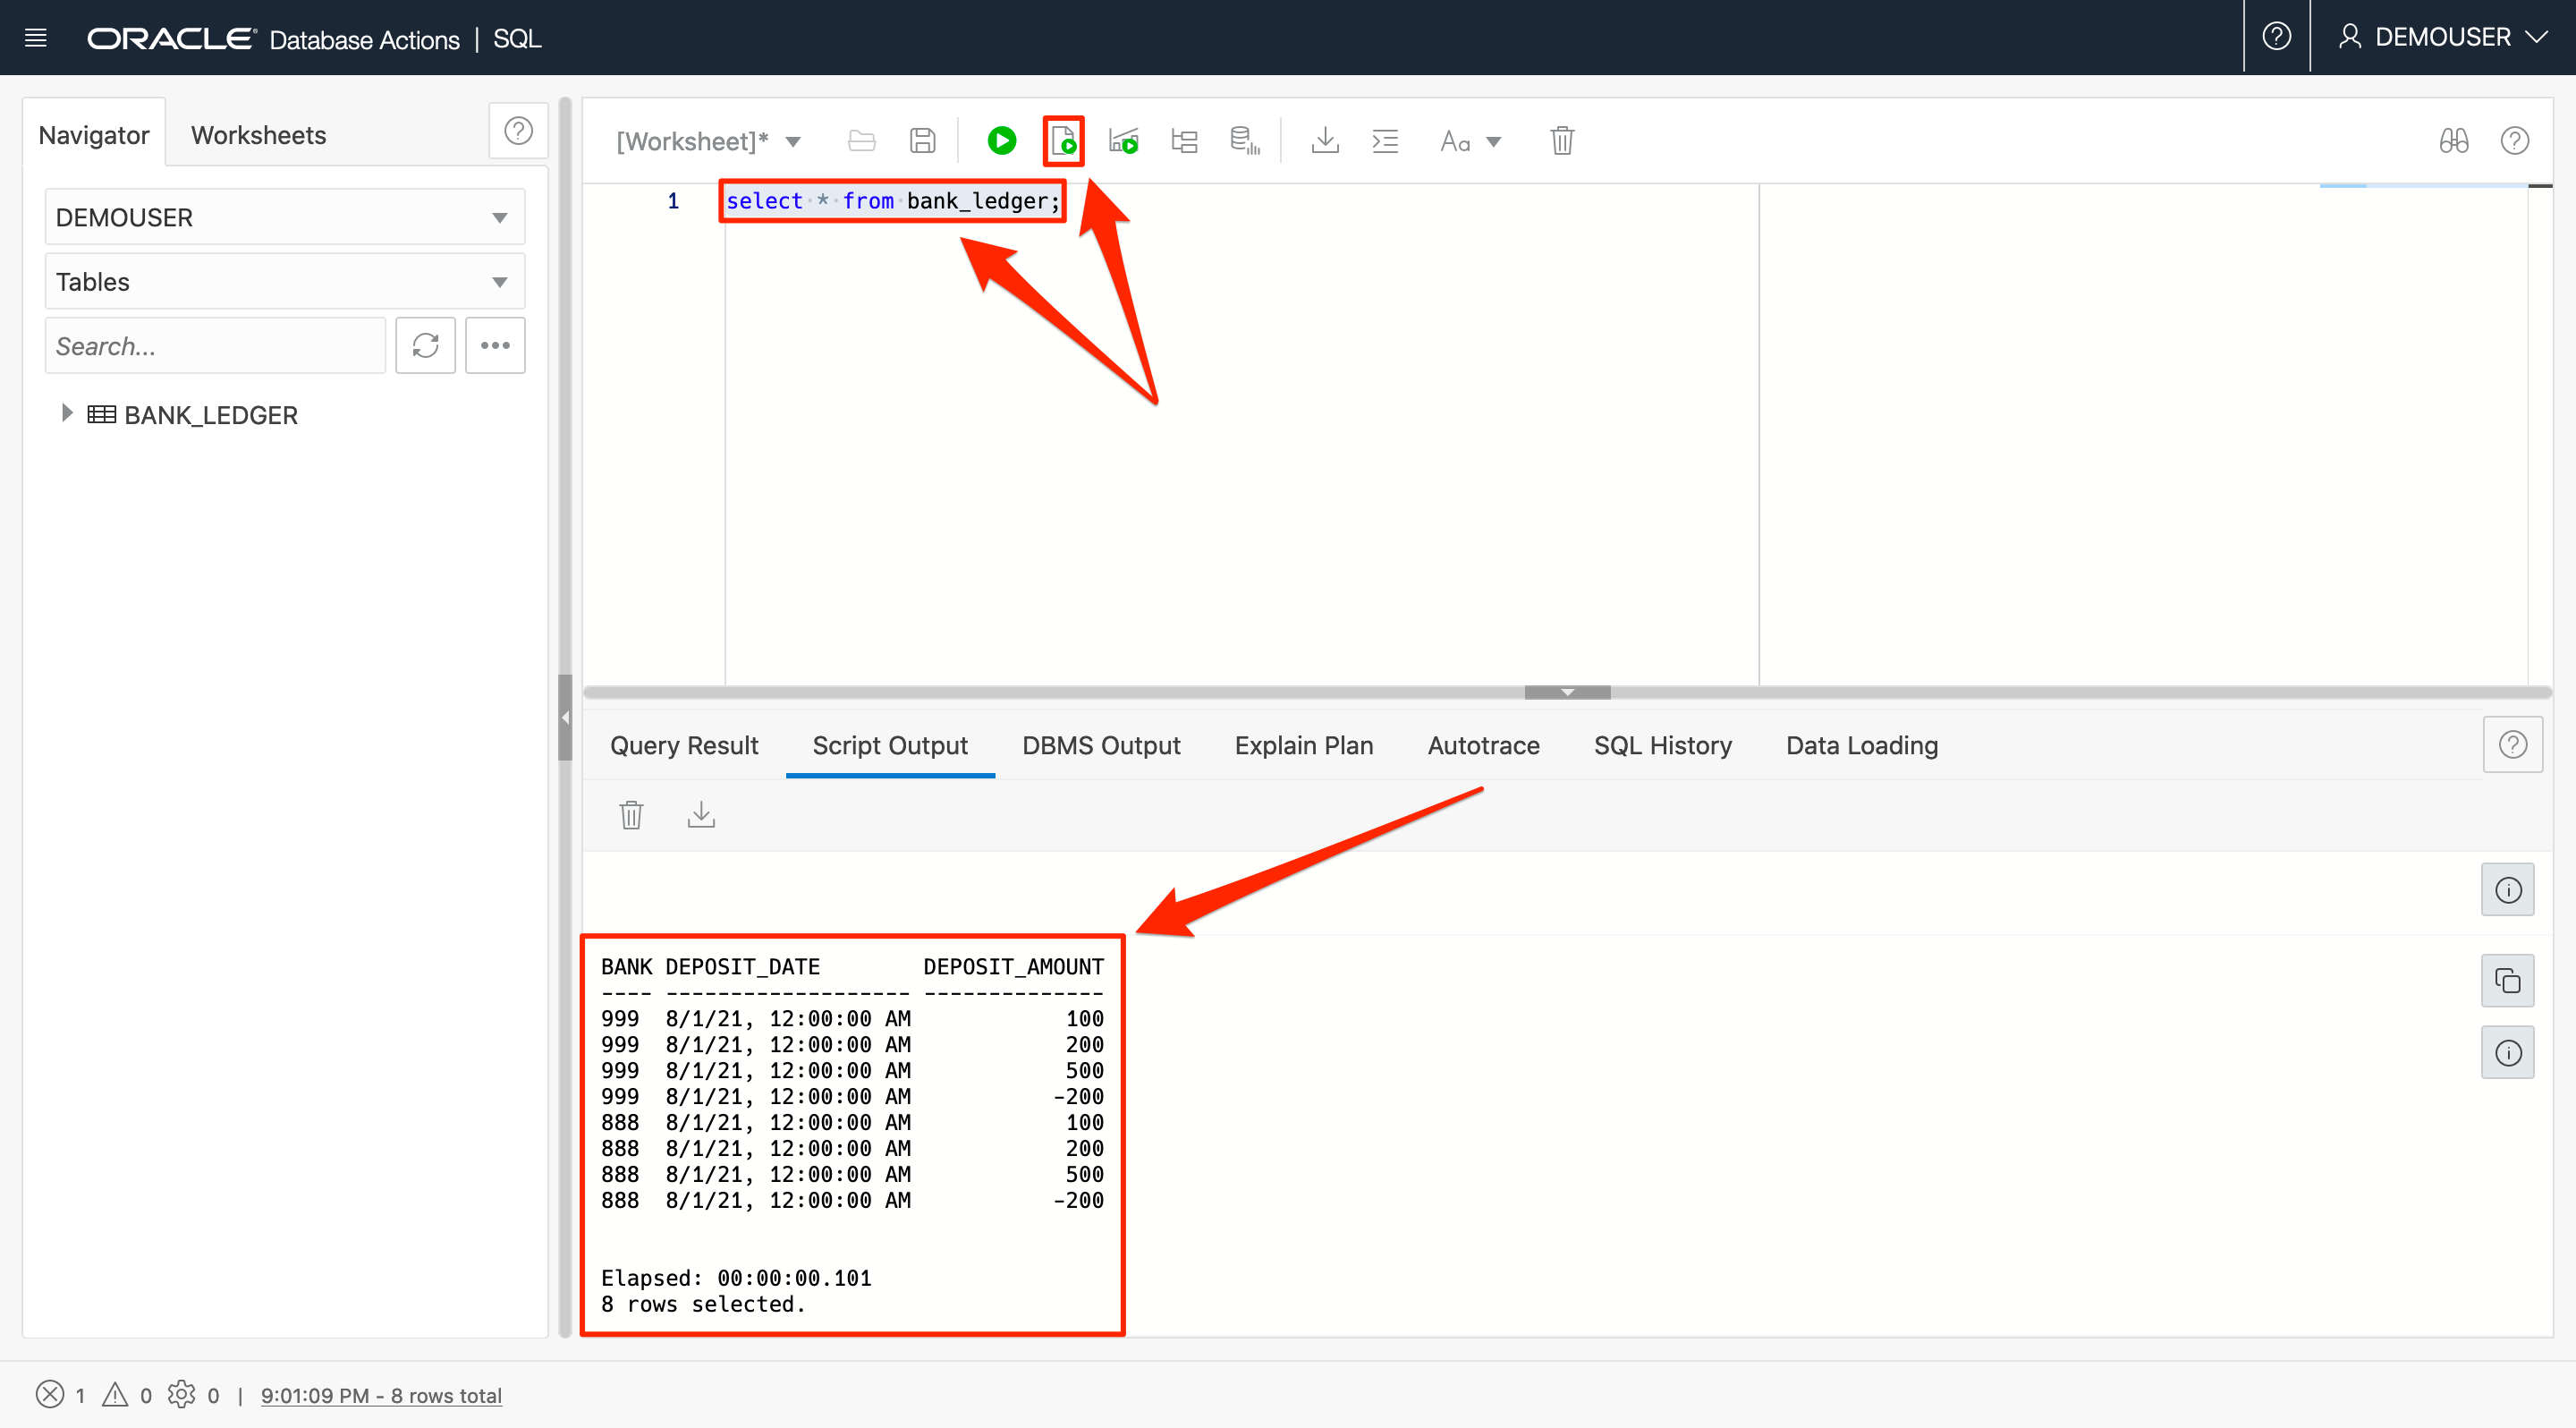 ORACLE Database Actions | SQL
DEMOUSER
Navigator
Worksheets
DEMOUSER
Tables
Search...
BANK_LEDGER
[Worksheet]*
Aa
1 select * from bank_ledger;
Query Result Script Output DBMS Output Explain Plan Autotrace SQL History Data Loading
BANK DEPOSIT_DATE        DEPOSIT_AMOUNT
---- ------------------- --------------
999  8/1/21, 12:00:00 AM            100
999  8/1/21, 12:00:00 AM            200
999  8/1/21, 12:00:00 AM            500
999  8/1/21, 12:00:00 AM           -200
888  8/1/21, 12:00:00 AM            100
888  8/1/21, 12:00:00 AM            200
888  8/1/21, 12:00:00 AM            500
888  8/1/21, 12:00:00 AM           -200
Elapsed: 00:00:00.101
8 rows selected.
1 0 0 | 9:01:09 PM - 8 rows total